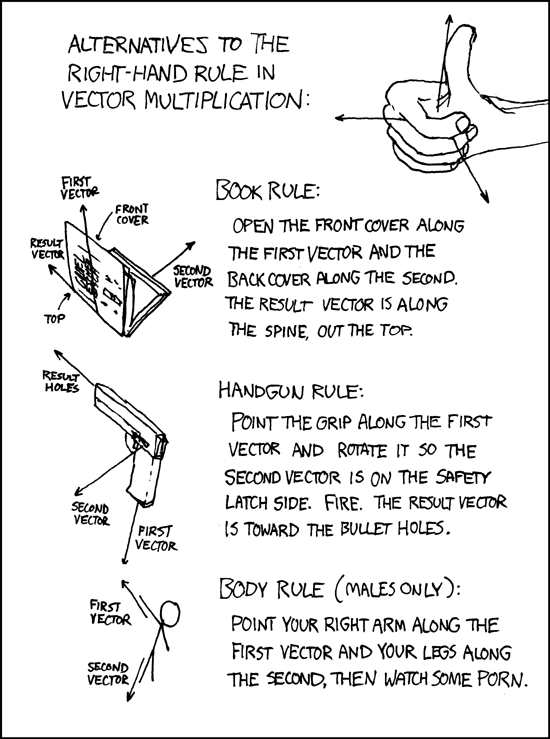 ALTERNATIVES TO THE
RIGHT-HAND RULE IN
VECTOR MULTIPLICATION:
FIRST
VECTOR
FRONT
COVER
RESULT
VECTOR
SECOND
VECTOR
TOP
BOOK RULE:
OPEN THE FRONT COVER ALONG
THE FIRST VECTOR AND THE
BACK COVER ALONG THE SECOND.
THE RESULT VECTOR IS ALONG
THE SPINE, OUT THE TOP.
RESULT
HOLES
SECOND
VECTOR
FIRST
VECTOR
HANDGUN RULE:
POINT THE GRIP ALONG THE FIRST
VECTOR AND ROTATE IT SO THE
SECOND VECTOR IS ON THE SAFETY
LATCH SIDE. FIRE. THE RESULT VECTOR
IS TOWARD THE BULLET HOLES.
FIRST
VECTOR
SECOND
VECTOR
BODY RULE (MALES ONLY):
POINT YOUR RIGHT ARM ALONG THE
FIRST VECTOR AND YOUR LEGS ALONG
THE SECOND, THEN WATCH SOME PORN.